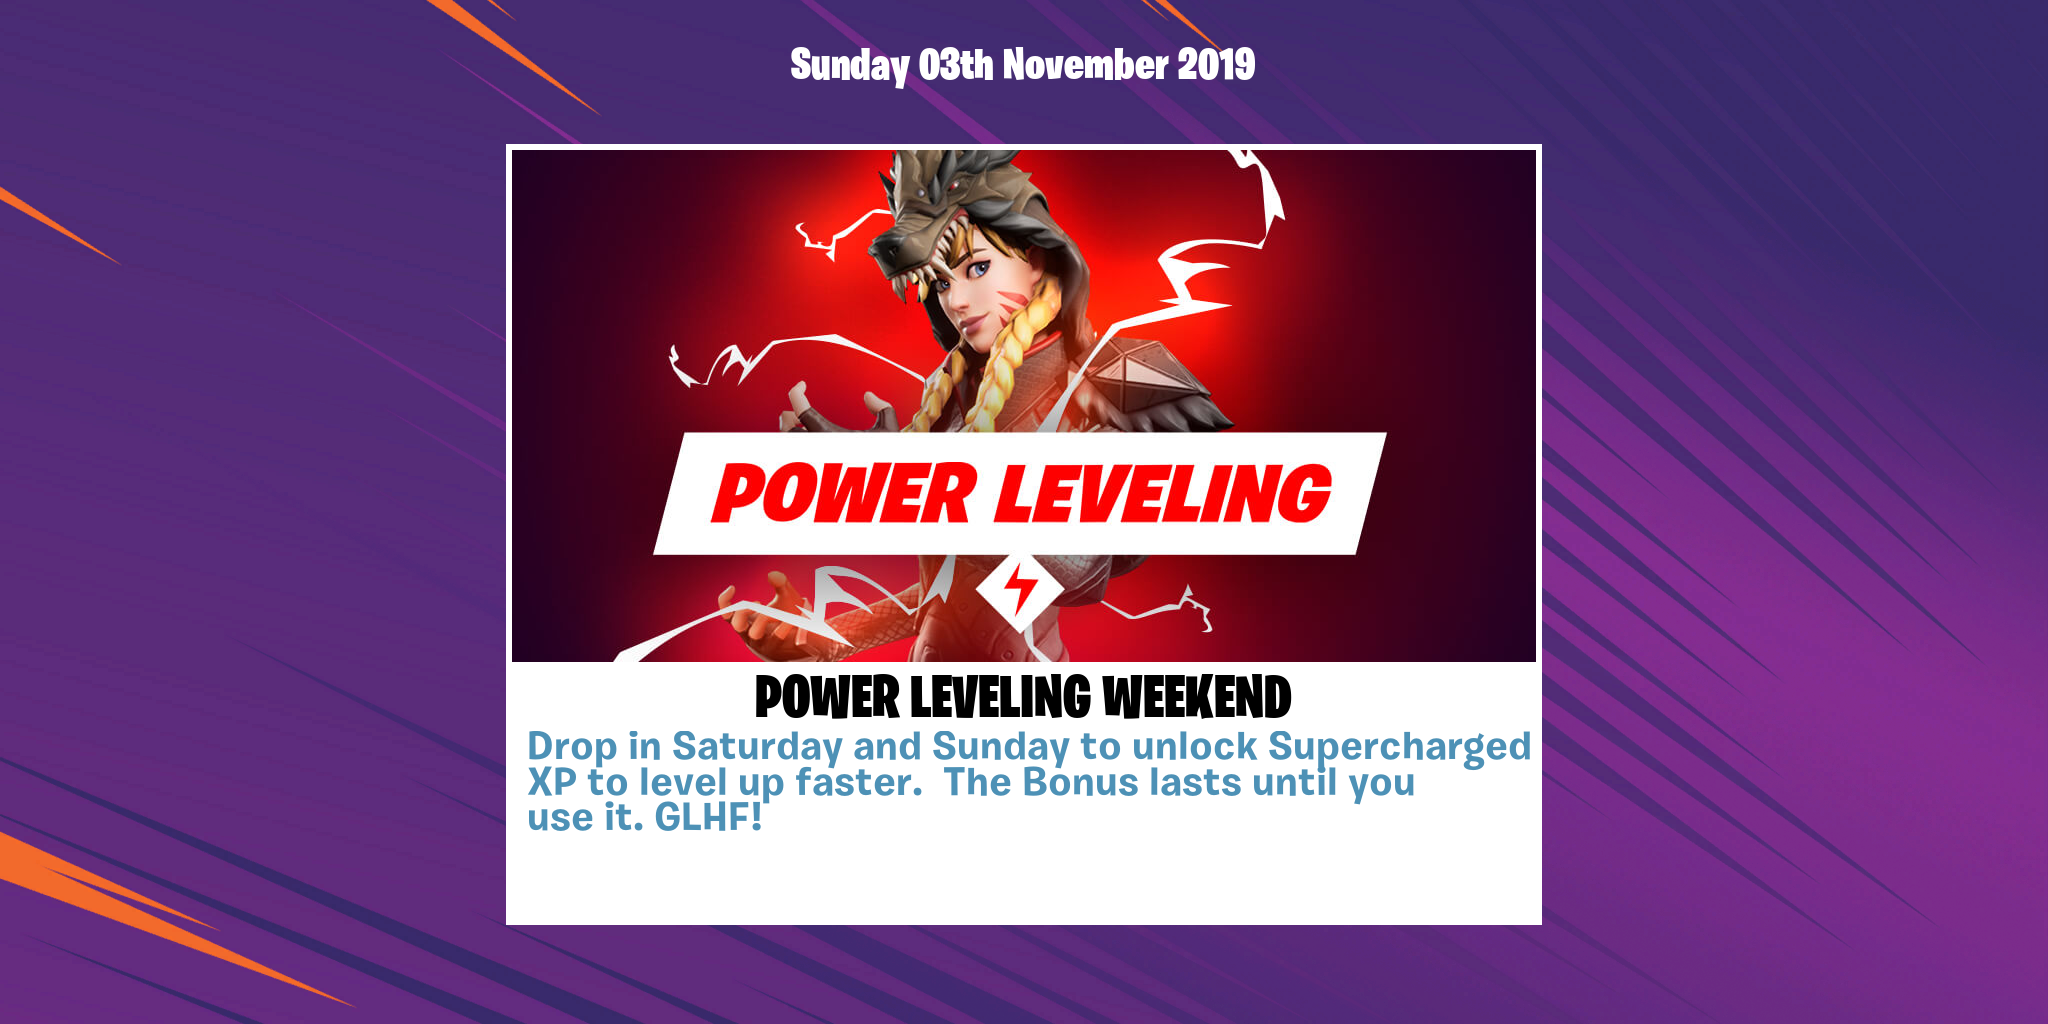 Sunday 03th November 2019
POWER LEVELING
POWER LEVELING WEEKEND
Drop in Saturday and Sunday to unlock Supercharged
XP to level up faster.  The Bonus lasts until you
use it. GLHF!